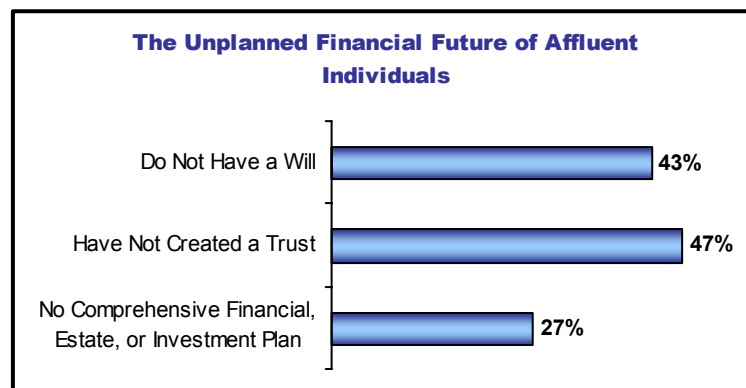 The Unplanned Financial Future of Affluent
Individuals
Do Not Have a Will
43%
Have Not Created a Trust
47%
No Comprehensive Financial,
Estate, or Investment Plan
27%